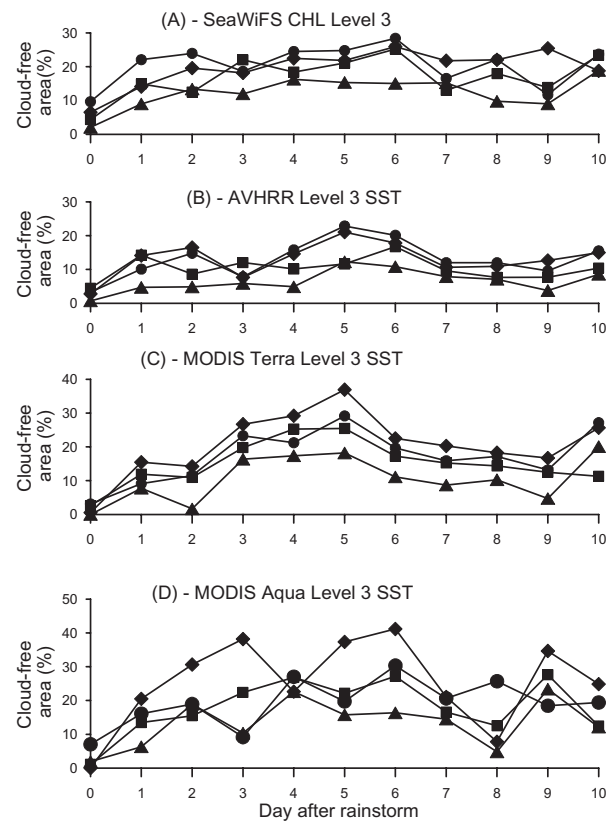 (A) - SeaWiFS CHL Level 3
Cloud-free
area(%)
30
20
10
0
0 1 2 3 4 5 6 7 8 9 10
(B) - AVHRR Level 3 SST
Cloud-free
area (%)
30
20
10
0
0 1 2 3 4 5 6 7 8 9 10
(C) - MODIS Terra Level 3 SST
Cloud-free
area (%)
40
30
20
10
0
0 1 2 3 4 5 6 7 8 9 10
(D) - MODIS Aqua Level 3 SST
Cloud-free
area (%)
50
40
30
20
10
0
0 1 2 3 4 5 6 7 8 9 10
Day after rainstorm